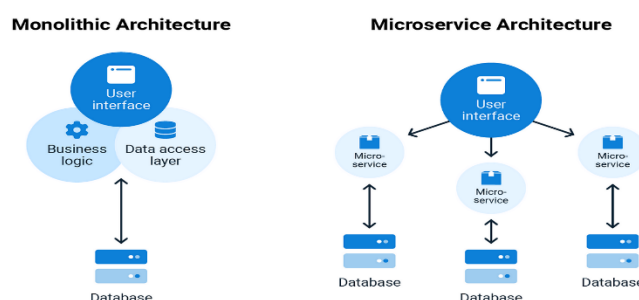 Monolithic Architecture
User
interface
Business
logic
Data access
layer
Database
Microservice Architecture
User
interface
Micro-
service
Micro-
service
Micro-
service
Database
Database
Database